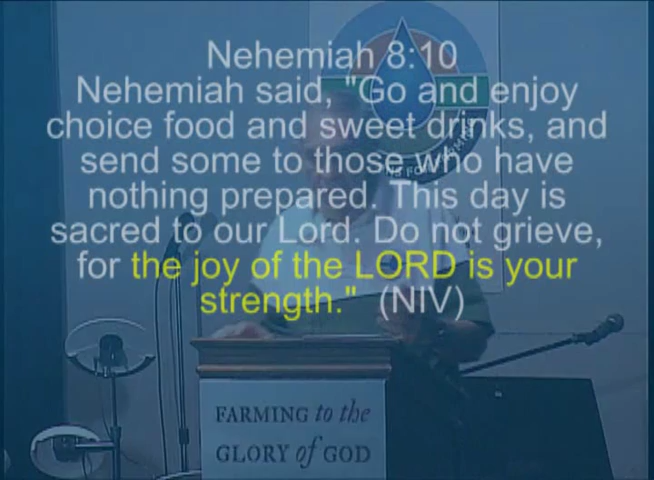 Nehemiah 8:10
Nehemiah said, "Go and enjoy
choice food and sweet drinks, and
send some to those who have
nothing prepared. This day is
sacred to our Lord. Do not grieve,
for the joy of the LORD is your
strength." (NIV)
FARMING to the
GLORY of GOD